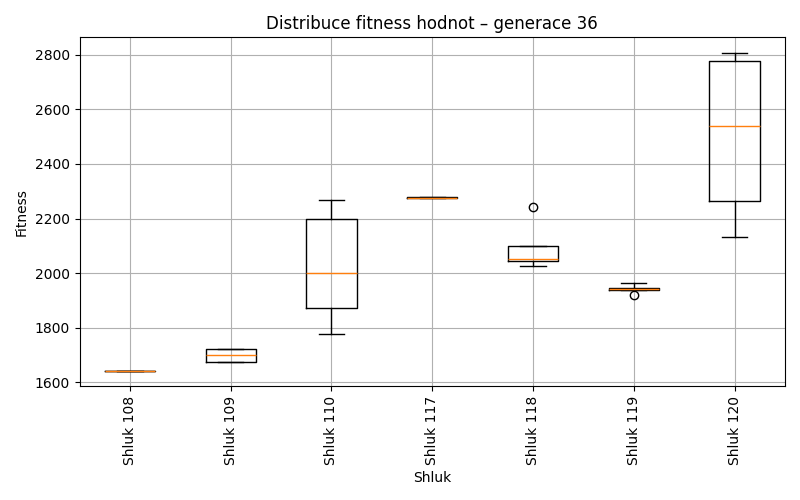 Distribuce fitness hodnot – generace 36
Fitness
2800
2600
2400
2200
2000
1800
1600
Shluk 108
Shluk 109
Shluk 110
Shluk 117
Shluk 118
Shluk 119
Shluk 120
Shluk